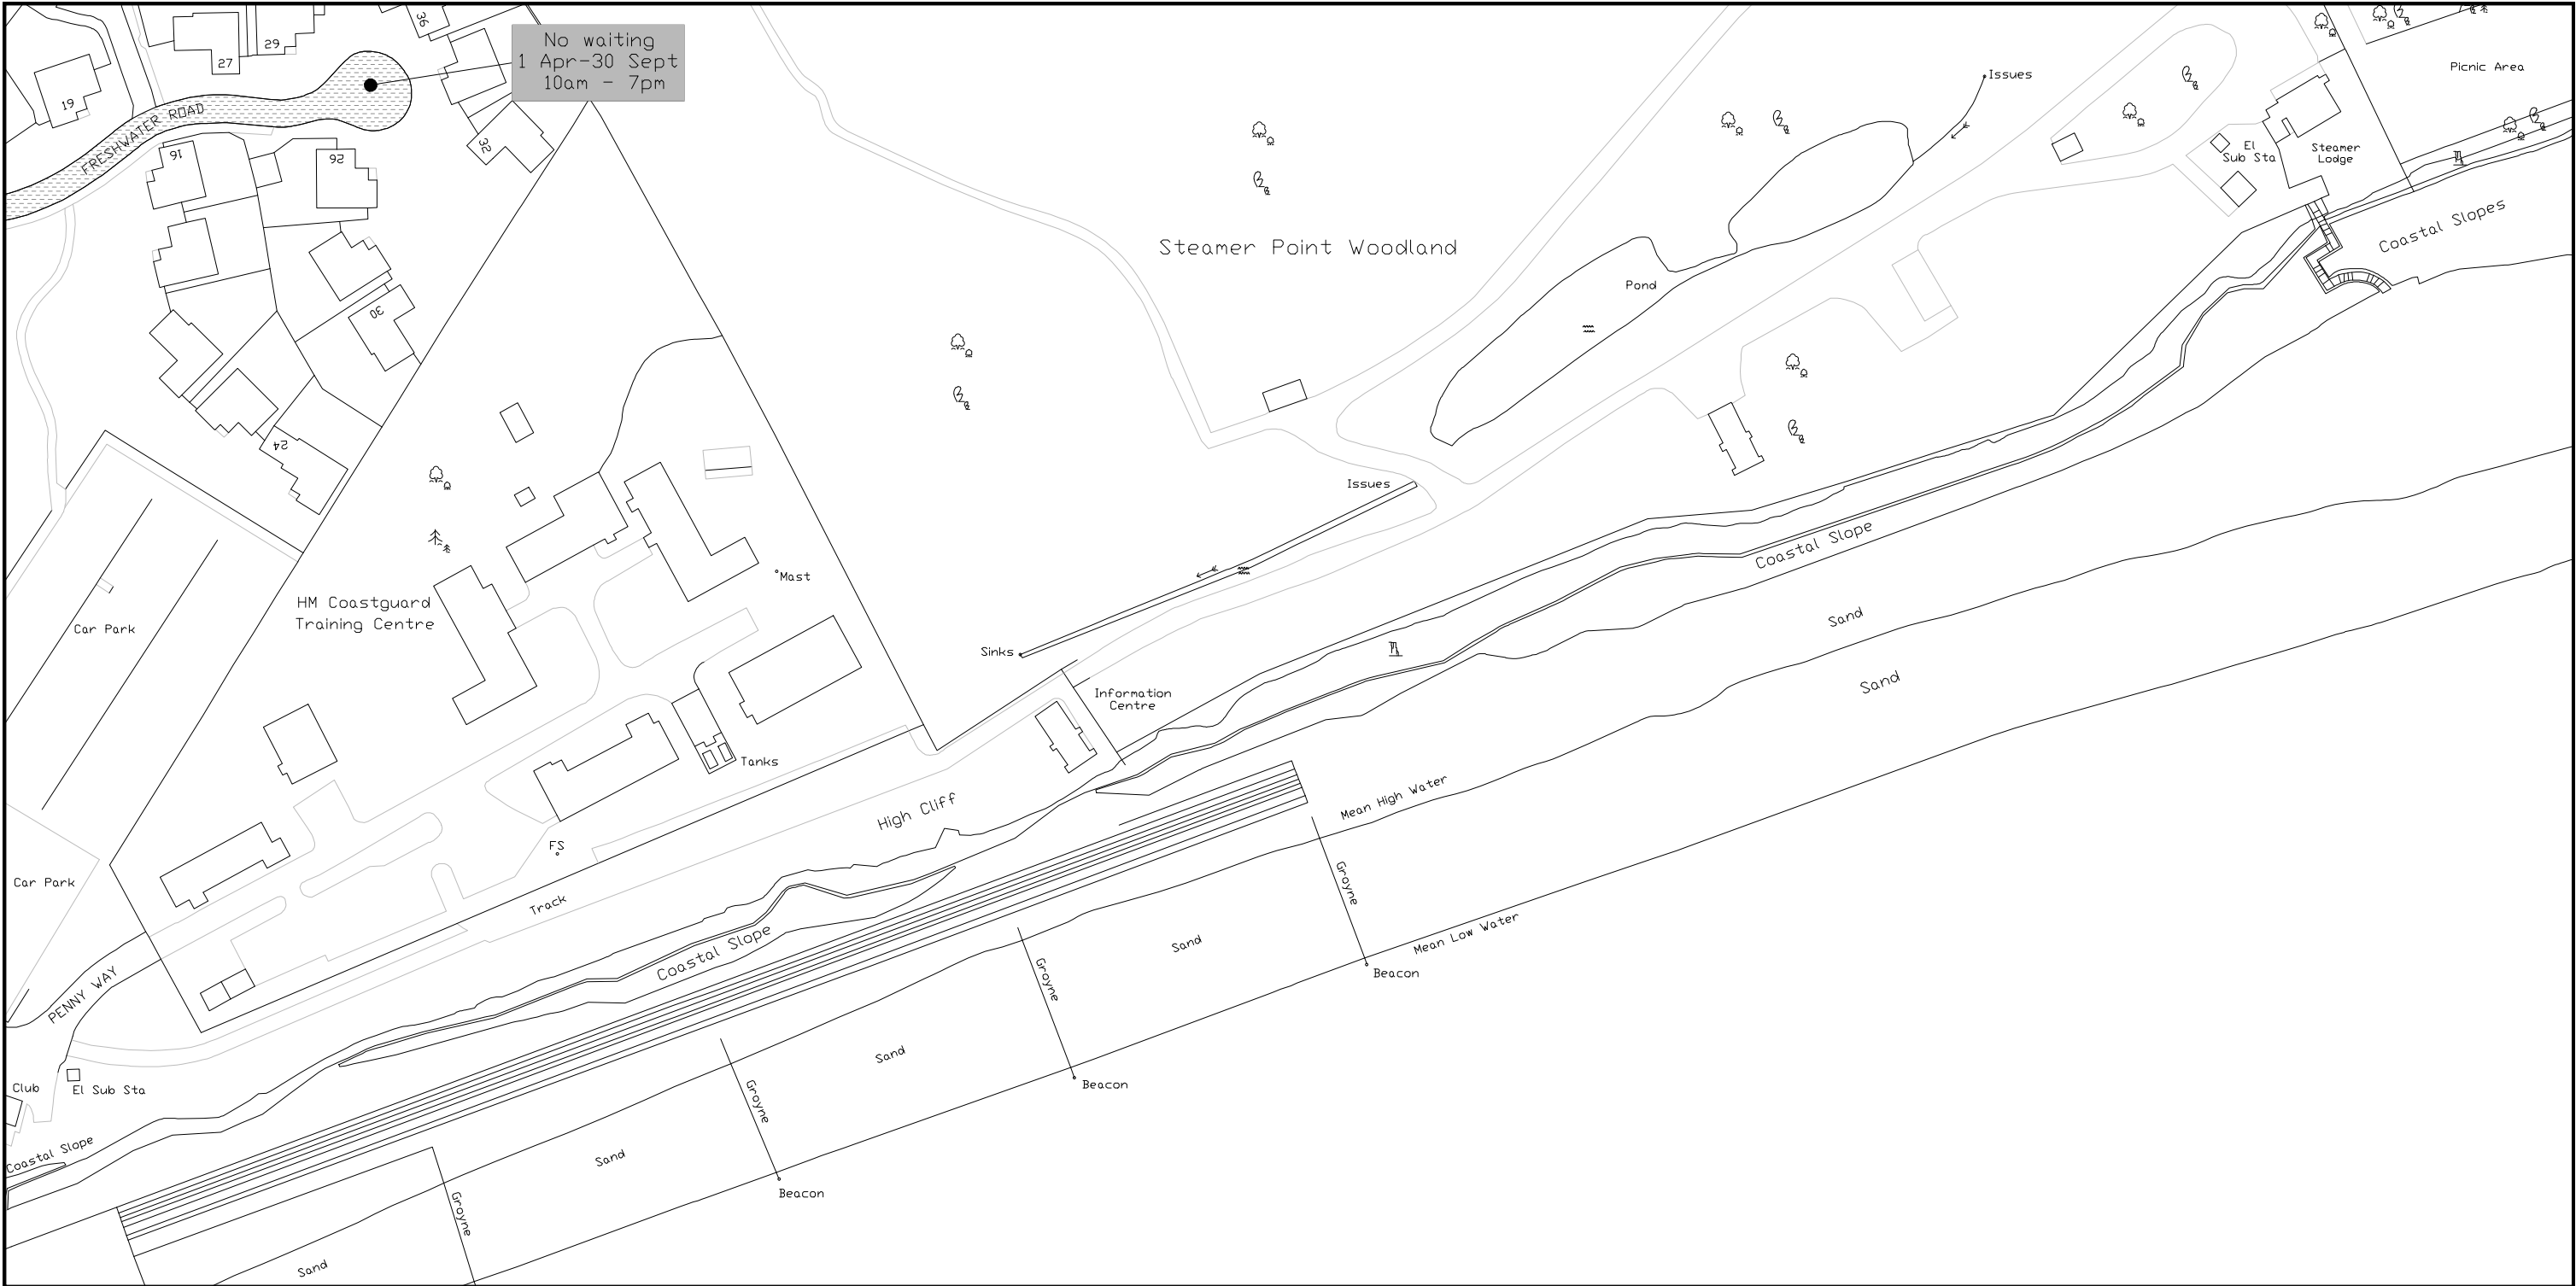 36
No waiting
1 Apr-30 Sept
10am - 7pm
29
27
19
FRESHWATER ROAD
16
26
32
30
24
Issues
Picnic Area
El
Sub Sta
Steamer
Lodge
Coastal Slopes
Steamer Point Woodland
Pond
Issues
Coastal Slope
Sand
Sand
HM Coastguard
Training Centre
Mast
Car Park
Sinks
Information
Centre
Tanks
High Cliff
Mean High Water
FS
Car Park
Track
Groyne
Coastal Slope
Sand
Mean Low Water
Beacon
PENNY WAY
Groyne
Sand
Club
El Sub Sta
Beacon
Groyne
Coastal Slope
Sand
Beacon
Groyne
Sand